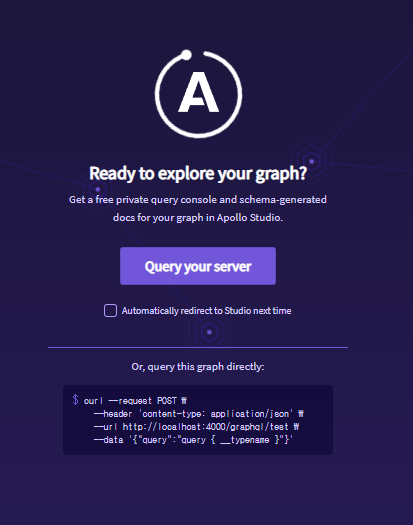 A
Ready to explore your graph?
Get a free private query console and schema-generated
docs for your graph in Apollo Studio.
Query your server
Automatically redirect to Studio next time
Or, query this graph directly:
$ curl --request POST ₩
--header 'content-type: application/json' ₩
--url http://localhost:4000/graphql/test ₩
--data '{"query":"query { __typename }"}'